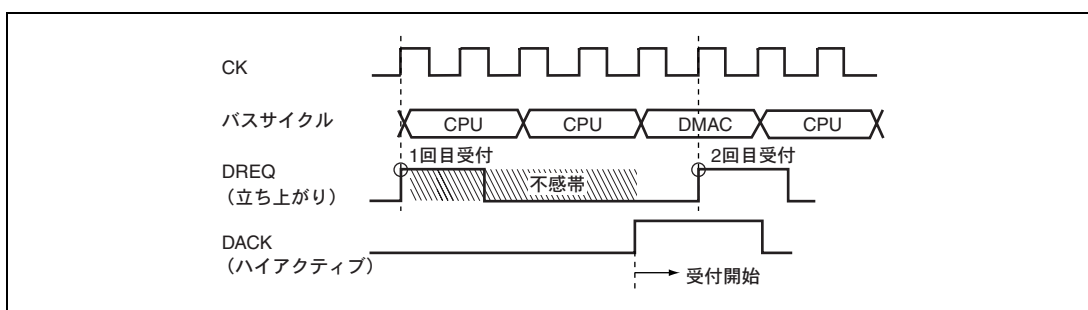 CK
バスサイクル
CPU CPU DMAC CPU
1回目受付 2回目受付
DREQ
(立ち上がり)
不感帯
DACK
(ハイアクティブ)
受付開始